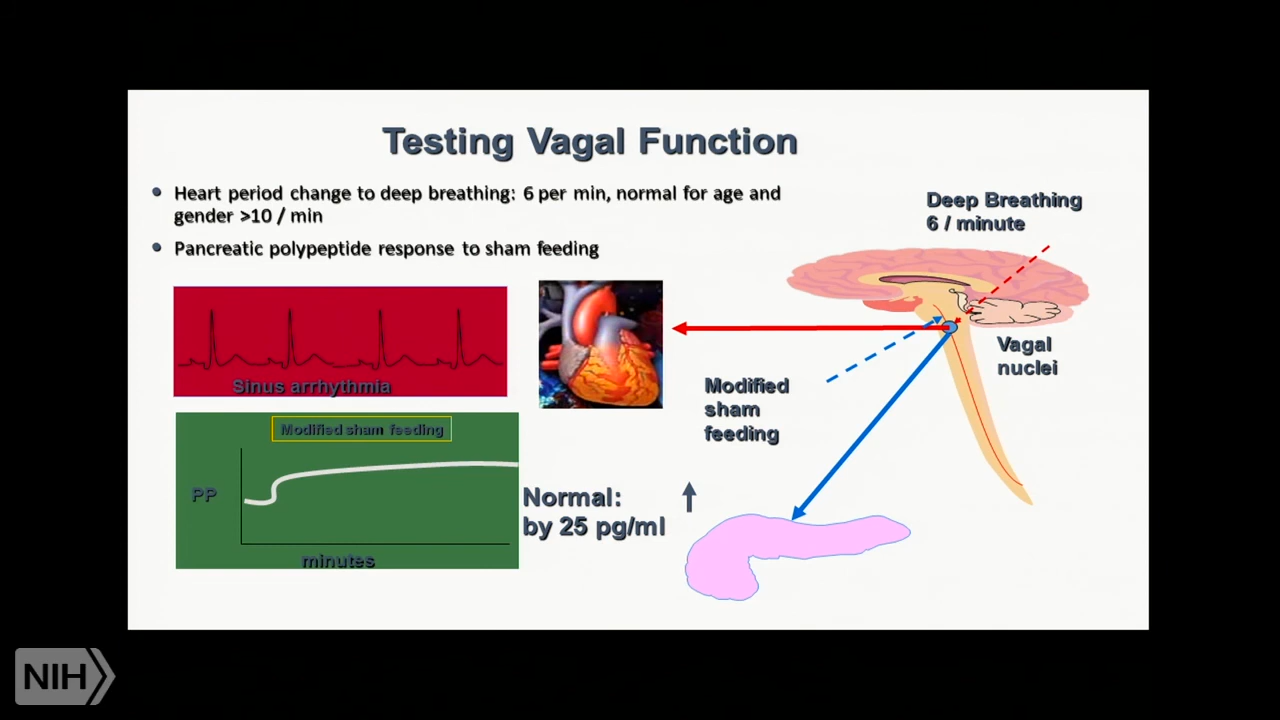 Testing Vagal Function
• Heart period change to deep breathing: 6 per min, normal for age and
gender >10 / min
• Pancreatic polypeptide response to sham feeding
Deep Breathing
6 / minute
Vagal
nuclei
Sinus arrhythmia
Modified
sham
feeding
Modified sham feeding
PP
minutes
Normal: ↑
by 25 pg/ml
NIH